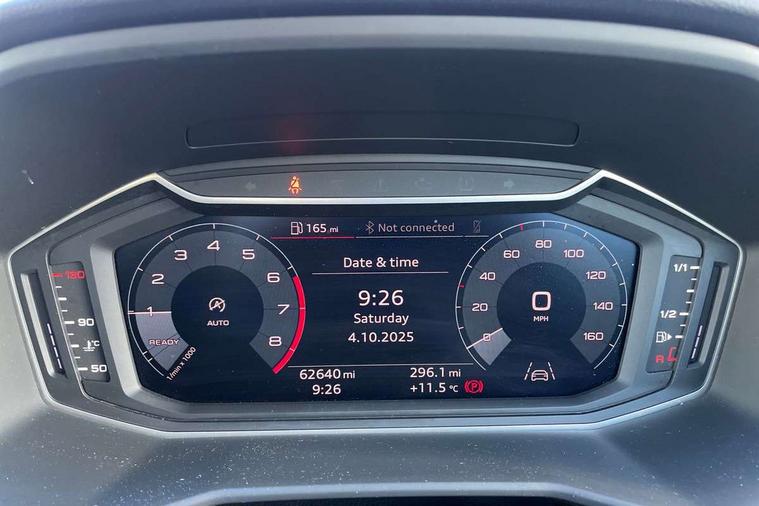 165 mi
Not connected
Date & time
9:26
Saturday
4.10.2025
62640 mi
296.1 mi
9:26
+11.5 °C
P
1
2
3
4
5
6
7
8
READY
1/min x 1000
A
AUTO
0
20
40
60
80
100
120
140
160
0
MPH
130
90
°C
50
1/1
1/2
R